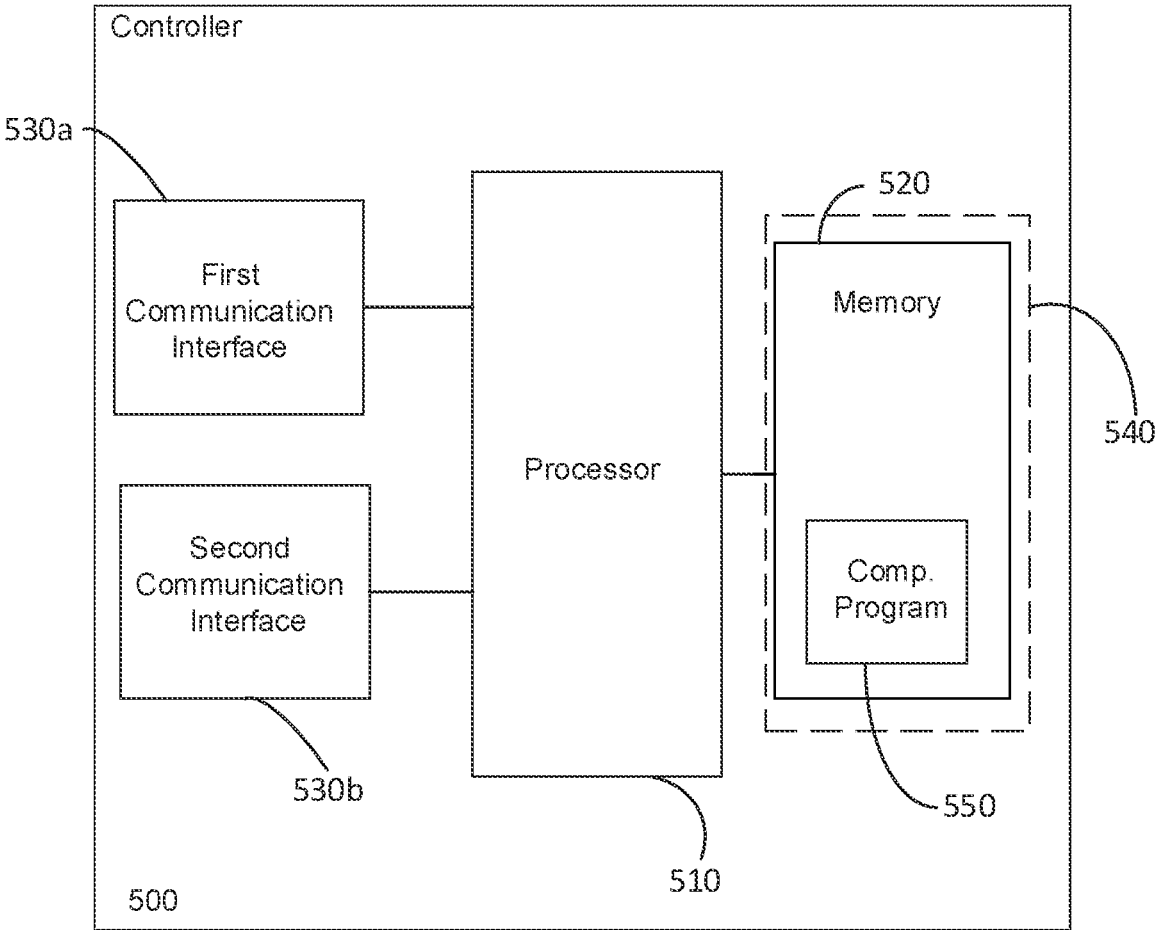 Controller
530a
520
First
Communication
Interface
Memory
540
Processor
Second
Communication
Interface
Comp.
Program
530b
550
510
500